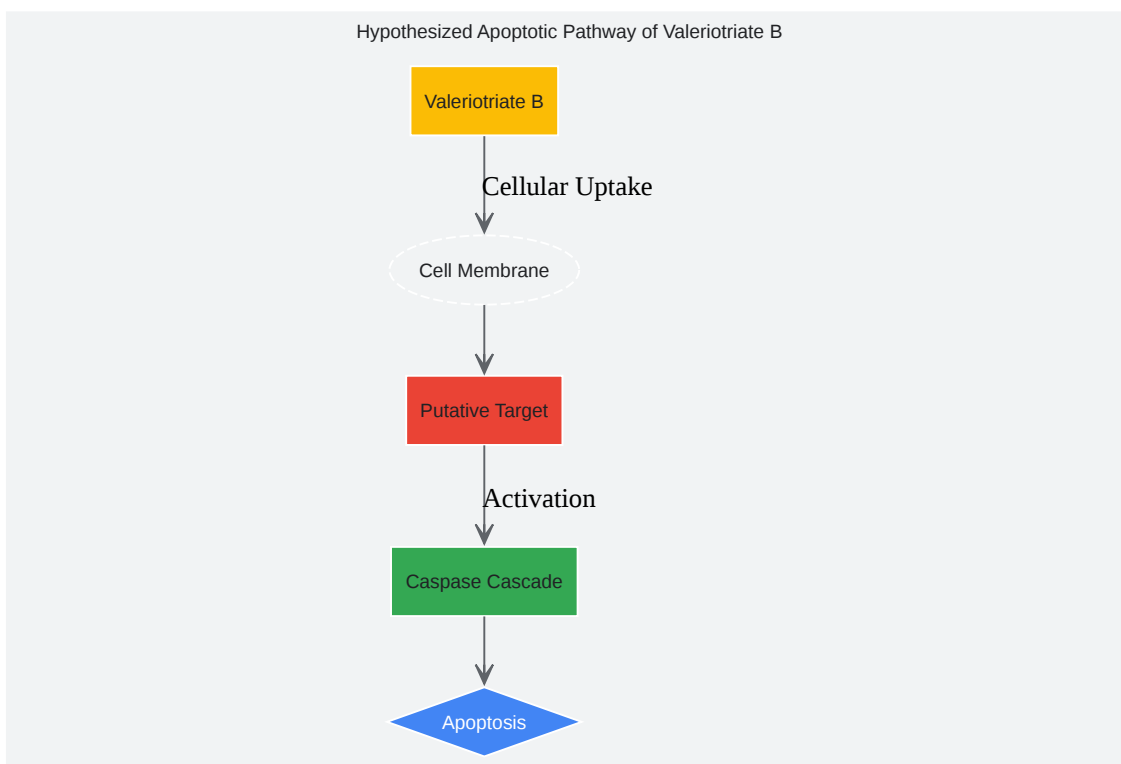 Hypothesized Apoptotic Pathway of Valeriotriate B
Valeriotriate B
Cellular Uptake
Cell Membrane
Putative Target
Activation
Caspase Cascade
Apoptosis